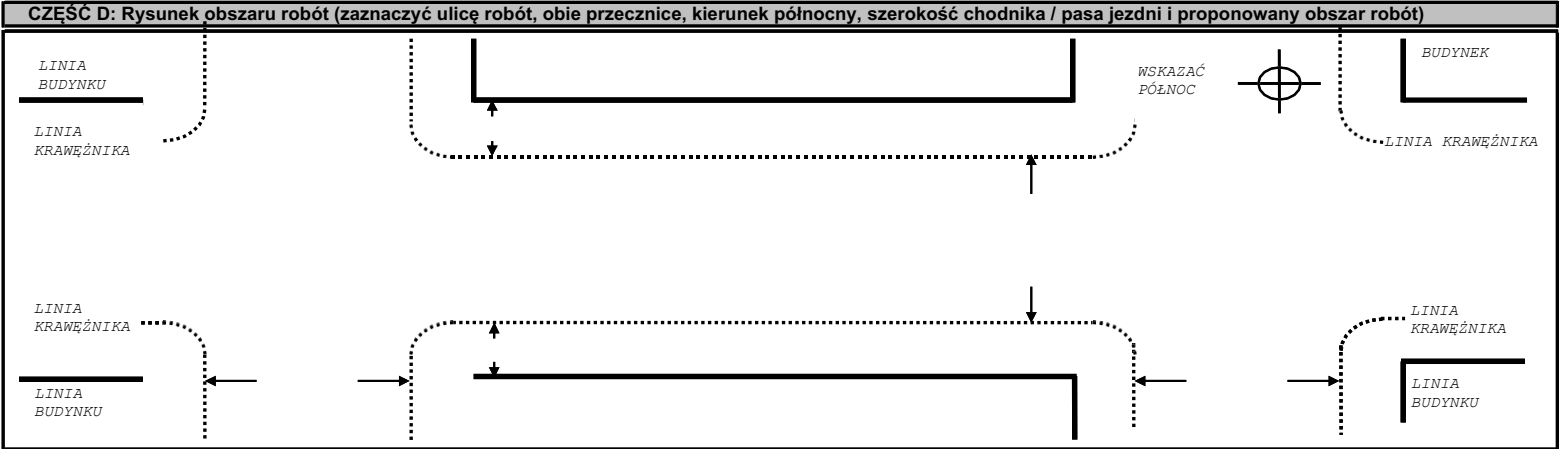 CZĘŚĆ D: Rysunek obszaru robót (zaznaczyć ulicę robót, obie przecznice, kierunek północny, szerokość chodnika / pasa jezdni i proponowany obszar robót)
LINIA
BUDYNKU
WSKAZAĆ
PÓŁNOC
BUDYNEK
LINIA
KRAWĘŻNIKA
LINIA KRAWĘŻNIKA
LINIA
KRAWĘŻNIKA
LINIA
KRAWĘŻNIKA
LINIA
BUDYNKU
LINIA
BUDYNKU